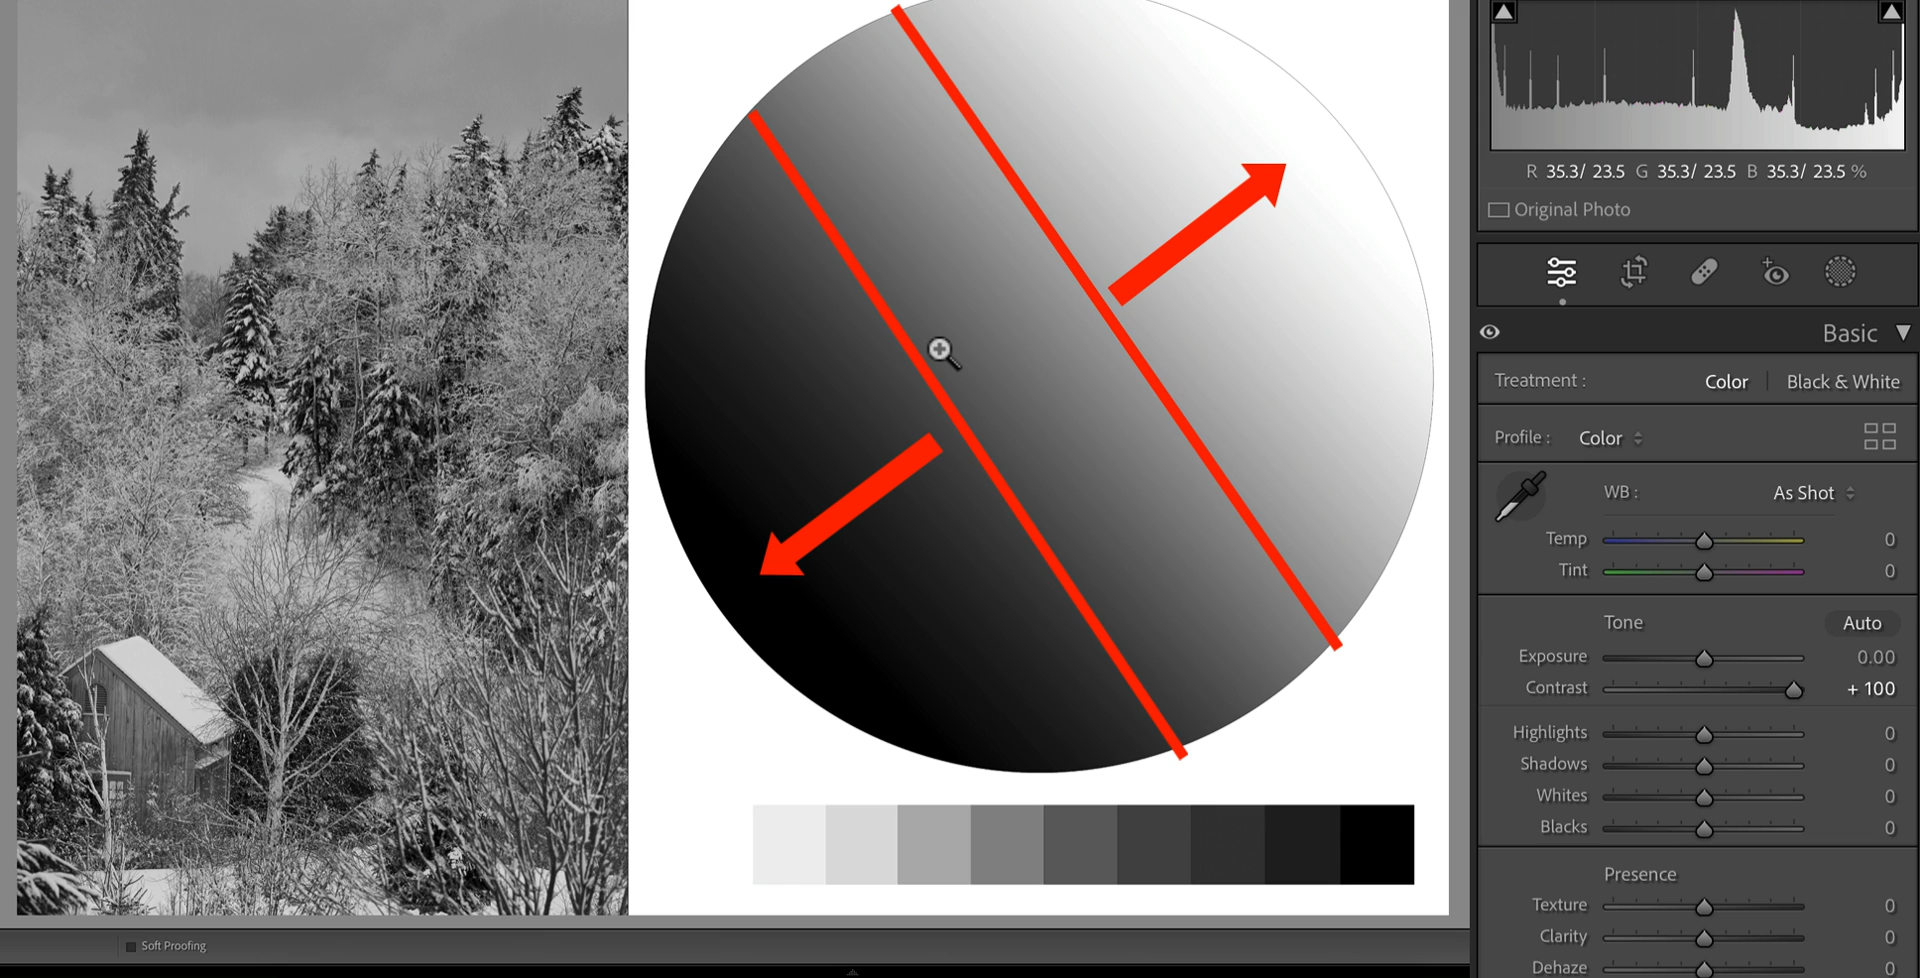 R 35.3/ 23.5 G 35.3/ 23.5 B 35.3/ 23.5 %
Original Photo
Basic
Treatment : Color Black & White
Profile : Color
WB : As Shot
Temp 0
Tint 0
Tone Auto
Exposure 0.00
Contrast + 100
Highlights 0
Shadows 0
Whites 0
Blacks 0
Presence
Texture 0
Clarity 0
Dehaze 0
Soft Proofing